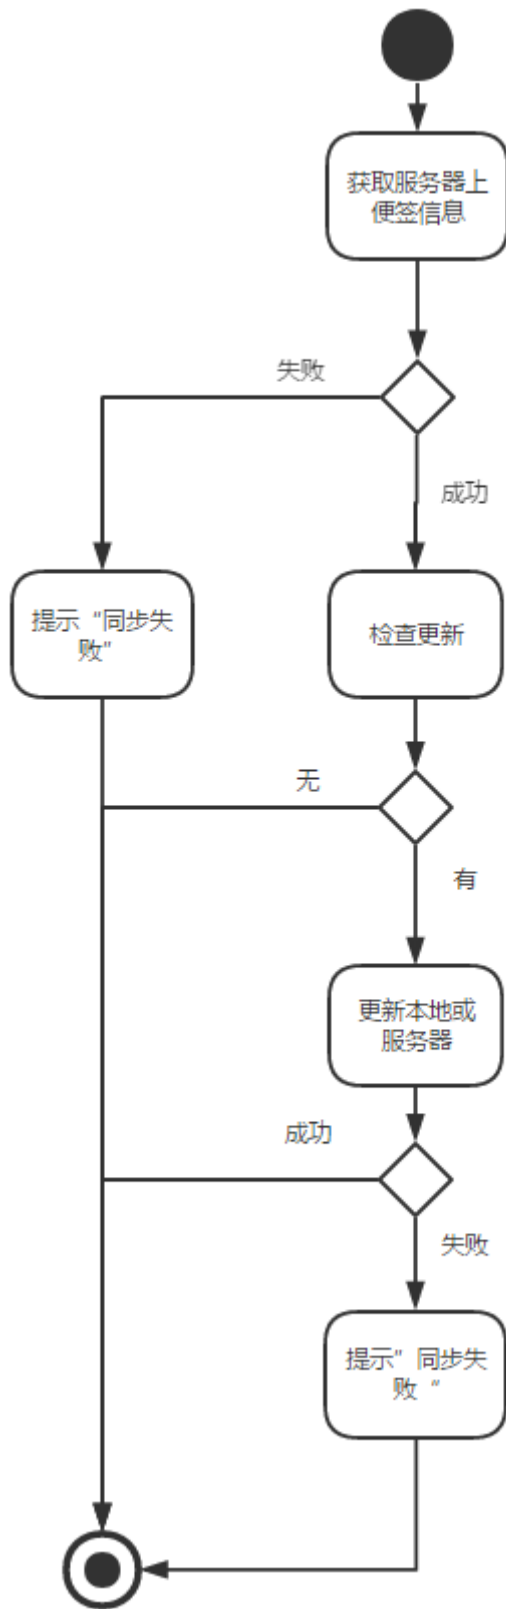 获取服务器上
便签信息
失败
成功
提示“同步失
败”
检查更新
无
有
更新本地或
服务器
成功
失败
提示”同步失
败“